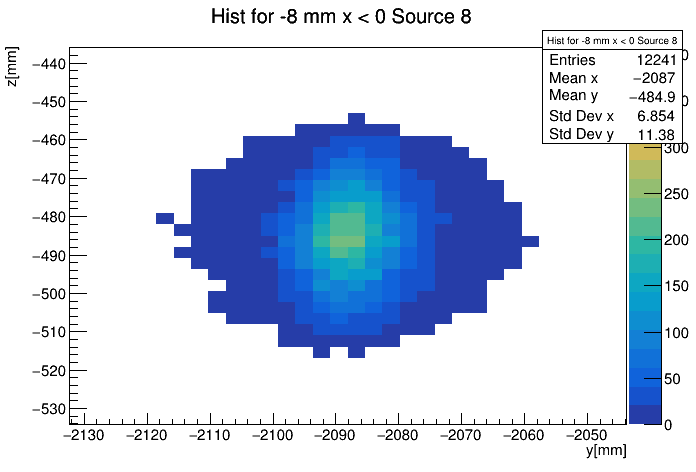 Hist for -8 mm x < 0 Source 8
Hist for -8 mm x < 0 Source 8
Entries 12241
Mean x −2087
Mean y −484.9
Std Dev x 6.854
Std Dev y 11.38
z[mm]
−440
−450
−460
−470
−480
−490
−500
−510
−520
−530
−2130
−2120
−2110
−2100
−2090
−2080
−2070
−2060
−2050
y[mm]
300
250
200
150
100
50
0